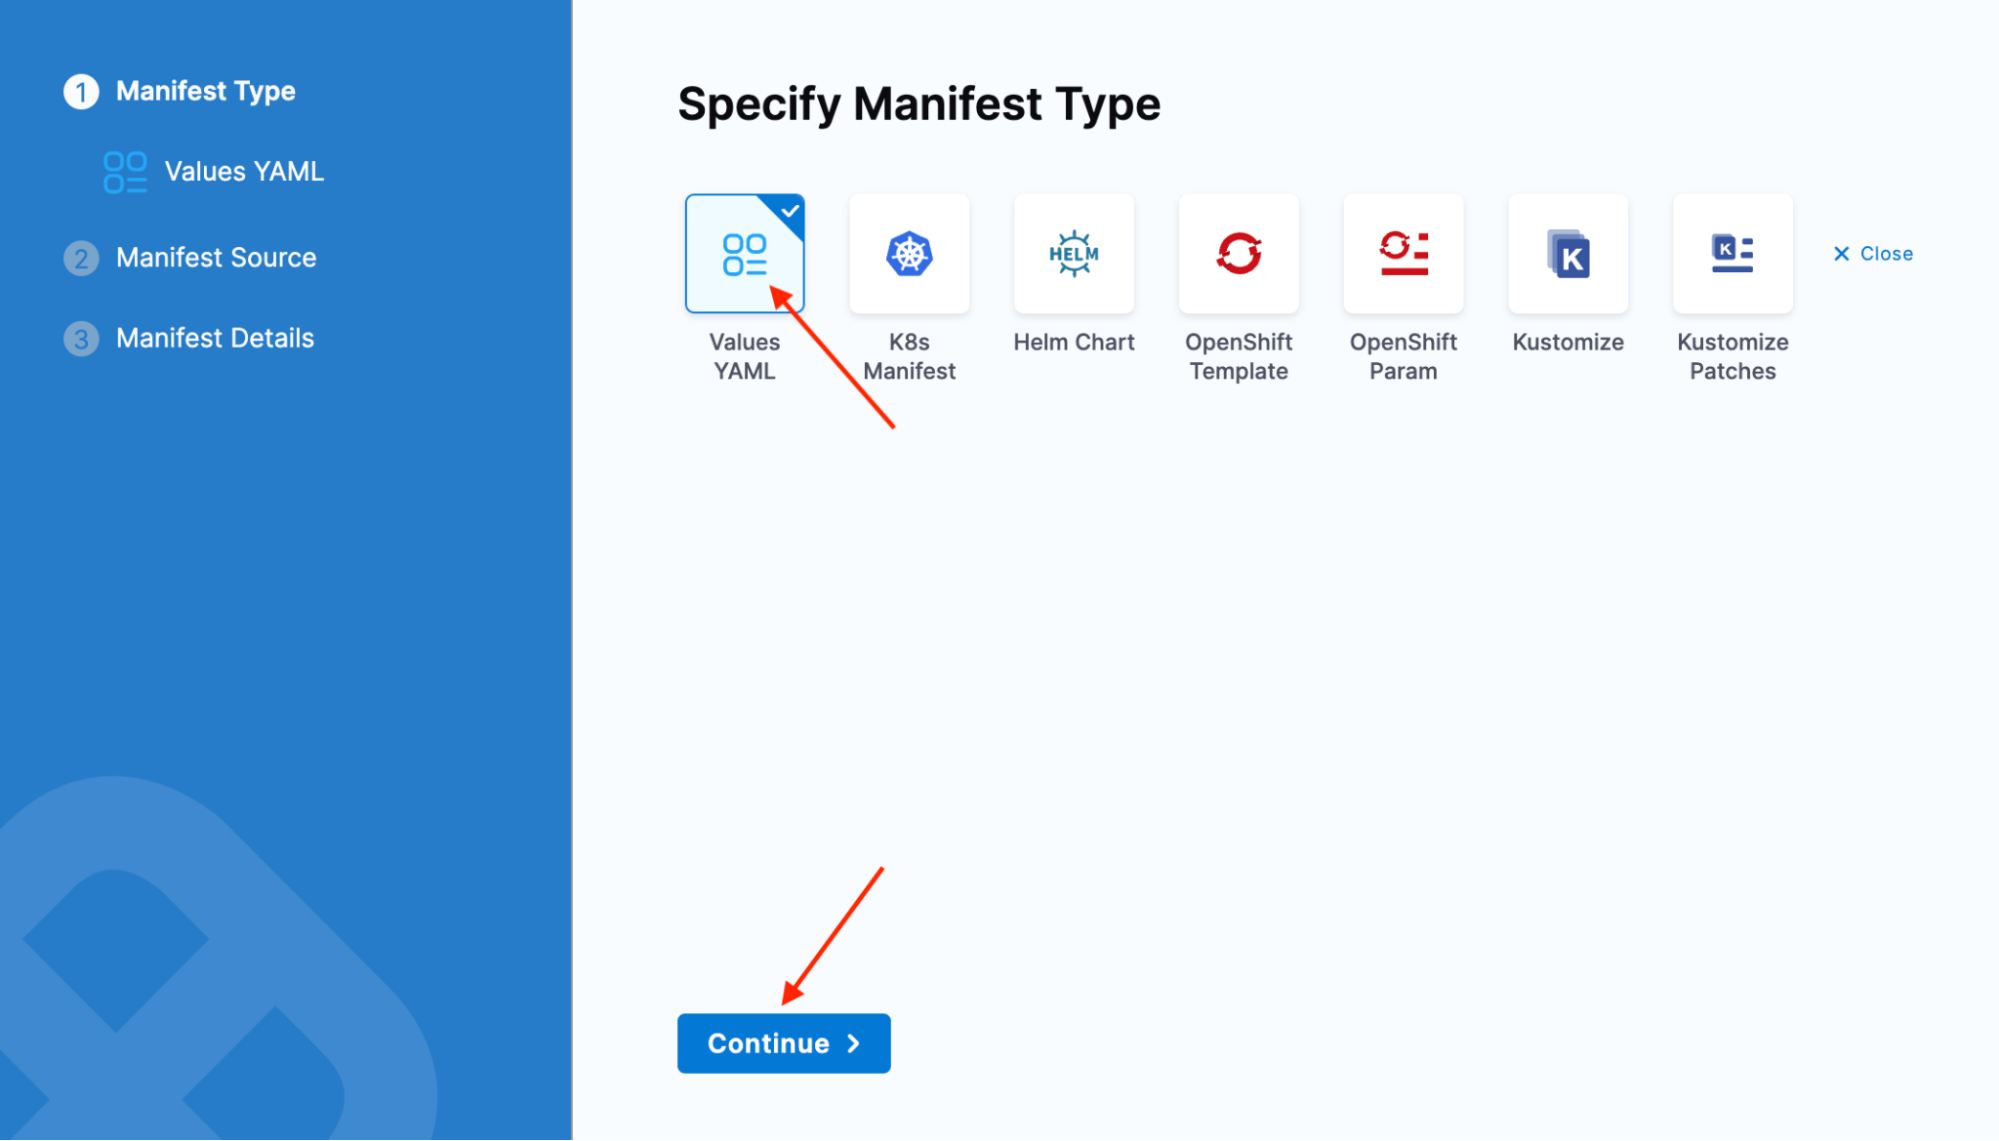 1 Manifest Type
Values YAML
2 Manifest Source
3 Manifest Details
Specify Manifest Type
HELM
K
K
Close
Values
YAML
K8s
Manifest
Helm Chart
OpenShift
Template
OpenShift
Param
Kustomize
Kustomize
Patches
Continue